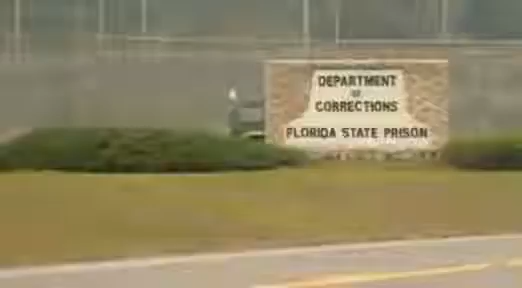 DEPARTMENT
OF
CORRECTIONS
FLORIDA STATE PRISON